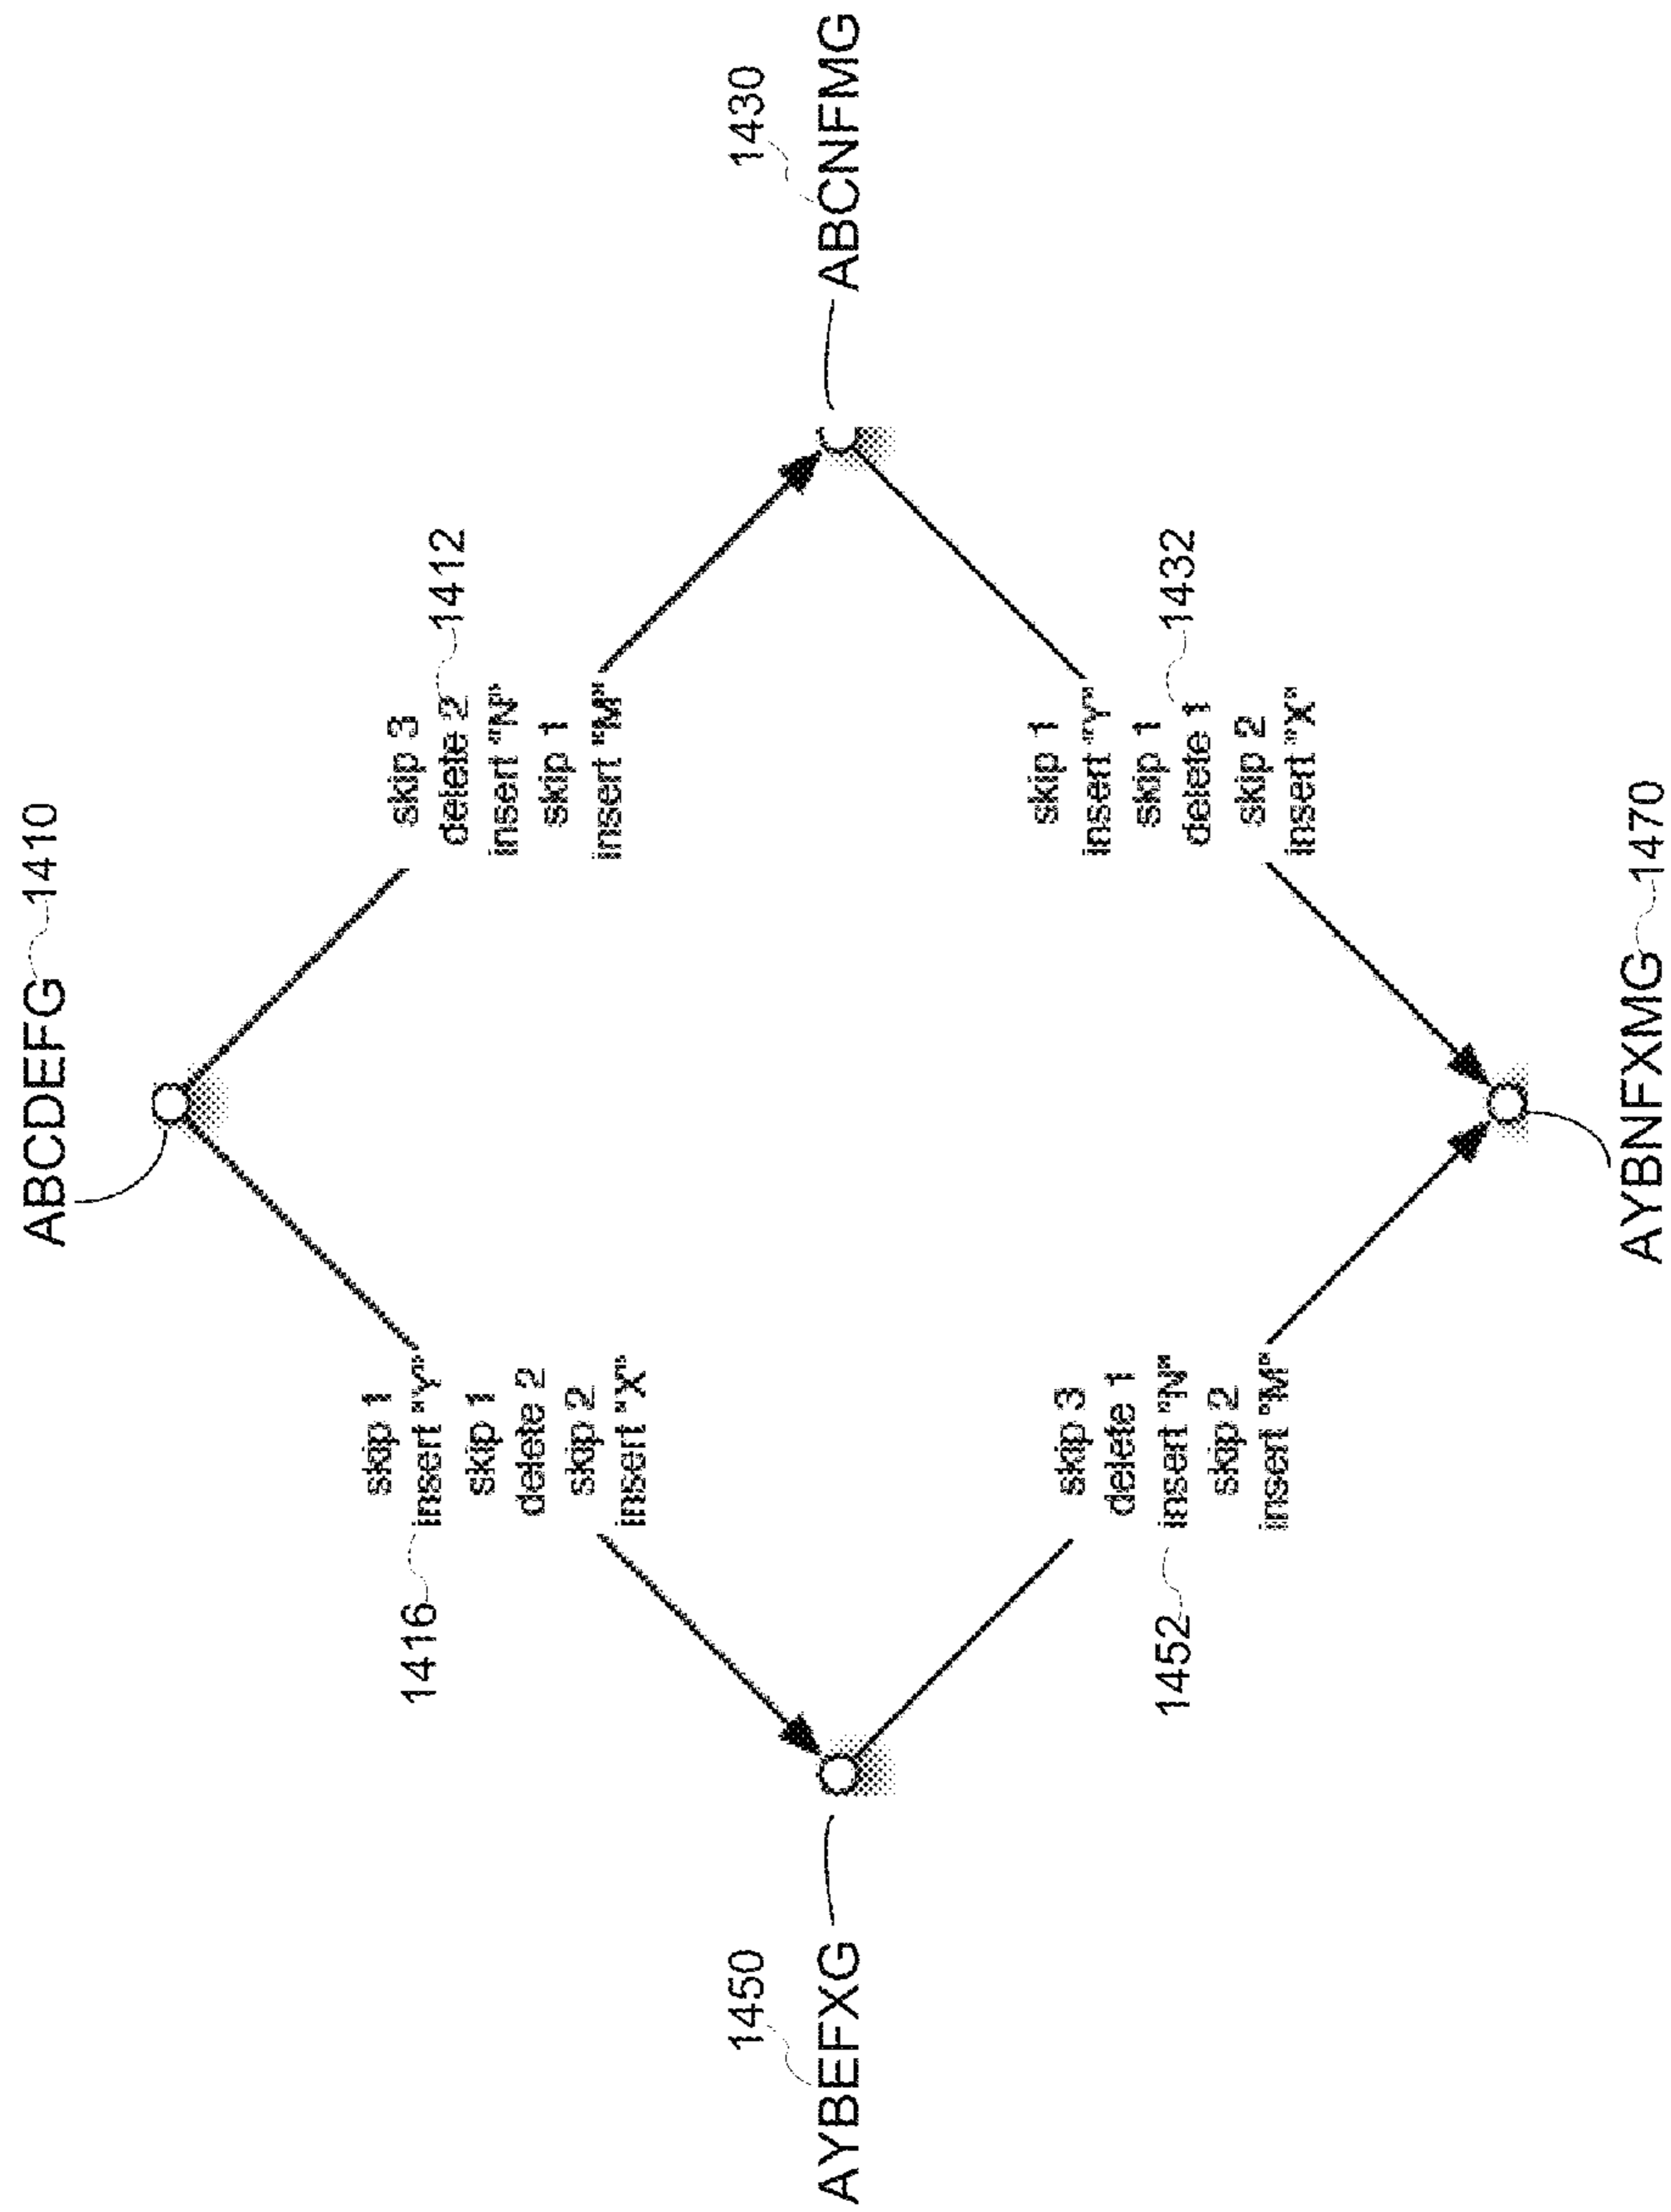 ABCDEFG 1410
1416
skip 1
insert "Y"
skip 1
delete 2
skip 2
insert "X"
skip 3
delete 2 1412
insert "N"
skip 1
insert "M"
1450
AYBEFXG
1430
ABCNFMG
1452
skip 3
delete 1
insert "N"
skip 2
insert "M"
skip 1
insert "Y"
skip 1
delete 1 1432
skip 2
insert "X"
AYBNFXMG 1470